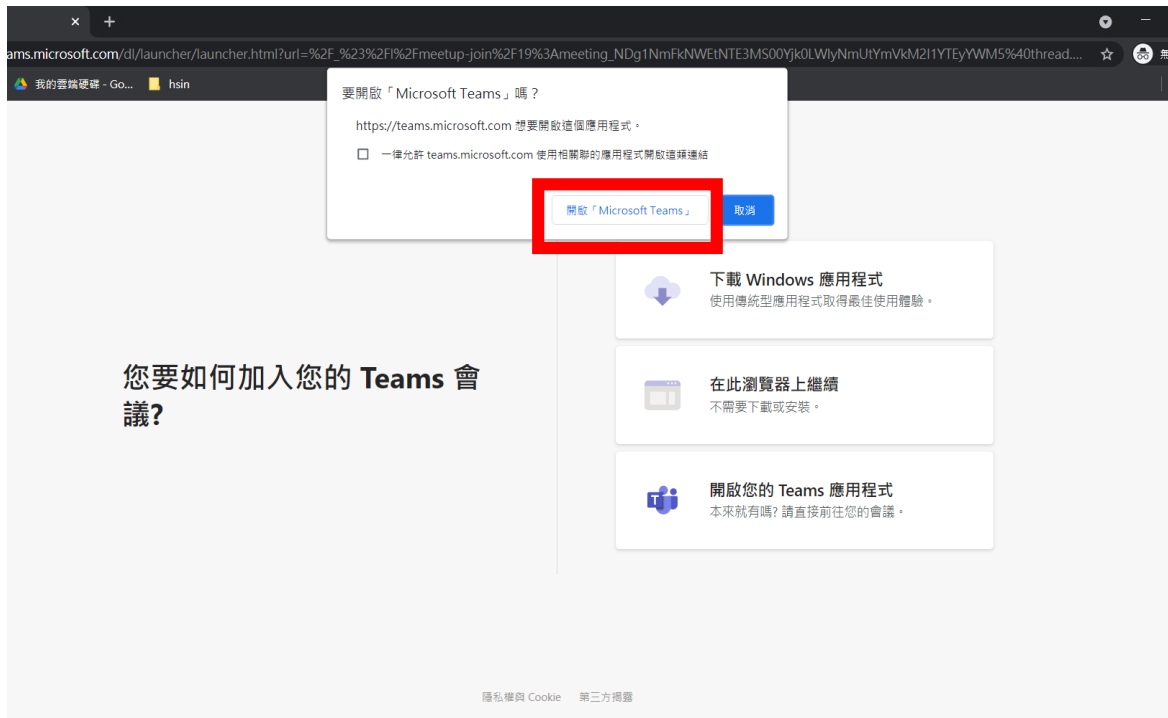 ams.microsoft.com/dl/launcher/launcher.html?url=%2F_%23%2Fl%2Fmeetup-join%2F19%3Ameeting_NDg1NmFkNWEtNTE3MS00Yjk0LWIyNmUtYmVkM2I1YTEyYWM5%40thread....
無
我的雲端硬碟 - Go...
hsin
要開啟「Microsoft Teams」嗎？
https://teams.microsoft.com 想要開啟這個應用程式。
一律允許 teams.microsoft.com 使用相關聯的應用程式開啟這類連結
開啟「Microsoft Teams」
取消
下載 Windows 應用程式
使用傳統型應用程式取得最佳使用體驗。
您要如何加入您的 Teams 會
議?
在此瀏覽器上繼續
不需要下載或安裝。
開啟您的 Teams 應用程式
本來就有嗎? 請直接前往您的會議。
隱私權與 Cookie
第三方揭露